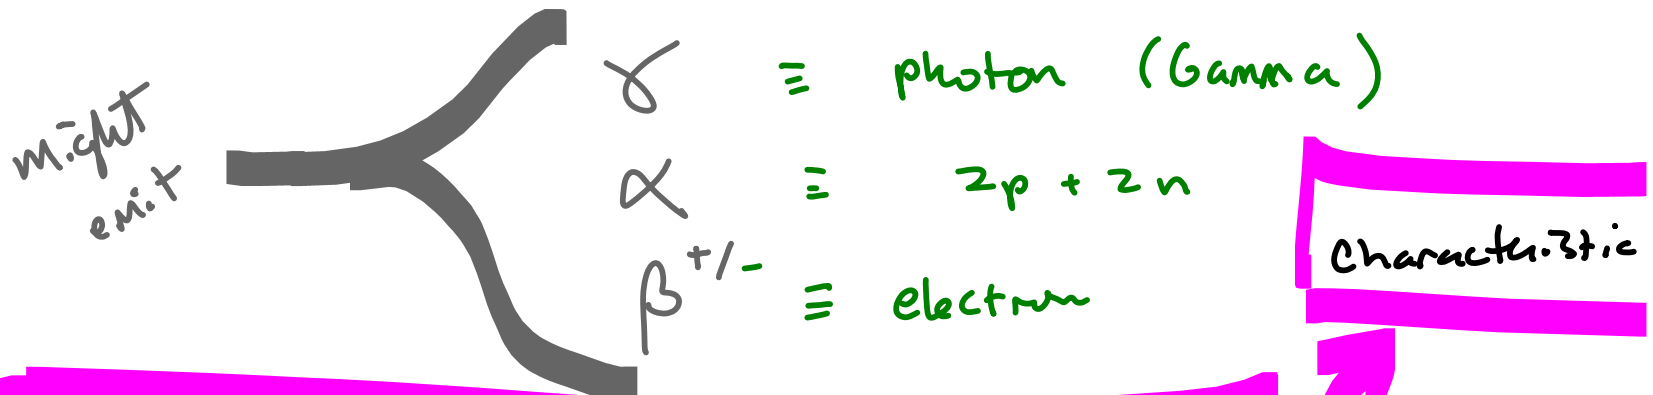 might
emit
γ ≡ photon (Gamma)
α ≡ 2p + 2n
β +/- ≡ electron
characteristic